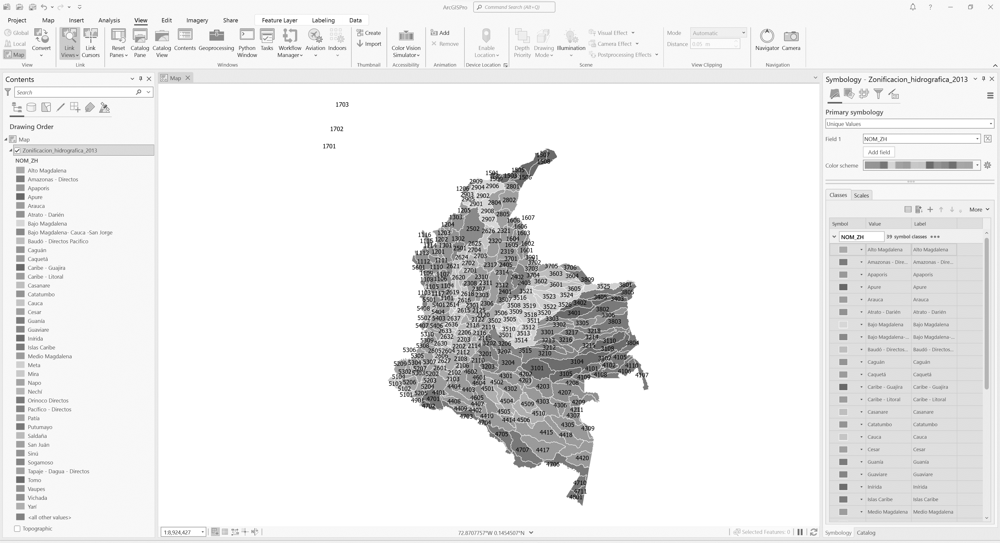 ArcGISPro
Command Search (Alt+Q)
Project Map Insert Analysis View Edit Imagery Share Feature Layer Labeling Data
Global
Local
Map
Convert
View
Link Views
Link Cursors
Link
Reset Panes
Catalog Pane
Catalog View
Contents
Geoprocessing
Python Window
Tasks
Workflow Manager
Aviation
Indoors
Windows
Create
Import
Thumbnail
Color Vision Simulator
Accessibility
Add
Remove
Animation
Enable Location
Device Location
Depth Priority
Drawing Mode
Illumination
Visual Effect
Camera Effect
Postprocessing Effects
Scene
Mode Automatic
Distance 0.05 m
View Clipping
Navigator
Camera
Navigation
Contents
Search
Drawing Order
Map
Zonificacion_hidrografica_2013
NOM_ZH
Alto Magdalena
Amazonas - Directos
Apaporis
Apure
Arauca
Atrato - Darién
Bajo Magdalena
Bajo Magdalena- Cauca -San Jorge
Baudó - Directos Pacifico
Caguán
Caquetá
Caribe - Guajira
Caribe - Litoral
Casanare
Catatumbo
Cauca
Cesar
Guanía
Guaviare
Inírida
Islas Caribe
Medio Magdalena
Meta
Mira
Napo
Nechí
Orinoco Directos
Pacífico - Directos
Patía
Putumayo
Saldaña
San Juán
Sinú
Sogamoso
Tapaje - Dagua - Directos
Tomo
Vaupes
Vichada
Yarí
<all other values>
Topographic
Map
1703
1702
1701
1507
1508
1501 1505
1509 1503 1506
2909
2904 2906 2801
1206
2903 2902
2905
2901 2804 2802
1205 2908 2805
1303 2907 1608 1607
1204 2502 2626 2321 1606
1116 1203 1603
1115 1202 1302 2320 1604
1114 1301 2625 1605 1602
1113 1201 2501 2704 2319 1601
2624 2703 3701 3901
1112 1111 2702 3702
5601 1110 2621 2317 2405 3703 3705 3706
1109 1107 2701 2314 3704 3603 3604
1108 1106 2620 2310 2402 3602 3809
1105 1104 2308 2311 2312 2403 3601 3525 3801
1103 1117 2619 2307 2401 3521 3605 3805
5501 1101 2618 2303 3507 3516 3523 3524 3405 3403
5401 2614 2616 2301 2306 3508 3519 3522 3526 3402
5408 5404 2615 2125 3506 3509 3520 3401 3802
5502 5403 2637 2120 3518 3306
2122 3502 3505 3511 3303 3305 3803
5407 5406 2636 2118 2119 3512 3302
5310 2633 2206 2116 3510 3513 3301 3217 3218
5309 2632 2203 2115 3501 3514 3213 3216 3214 3110
5308 2630 2202 2114 3202 3206 3212 3215 3108 3804
5306 2605 2604 2112 3201 3207 3515 3210
5305 2606 2108 2110 3107 4105
5209 5304 5307 2627 2106 3203 3204 3101 3104 4102 4110
5207 2601 4101
5302 5303 5202 2102 4602 4202 3105 4108 4106 4107
5104 5203 2103 4601 4301 4201 4109
5103 5206 4604 4502 4208
5102 5204 4404 4403 4501 4302 4203
5101 5205 4401 4605 4207
4901 4701 4408 4407 4504 4509 4303 4306 4209
4702 4409 4402 4505 4510 4211
4703 4410 4414 4506 4307
4704 4305 4309
4705 4415 4418
4707 4417
4706 4420
4710
4711
4801
1:8,924,427
72.8707757°W 0.1454507°N
Selected Features: 0
Symbology - Zonificacion_hidrografica_2013
Primary symbology
Unique Values
Field 1 NOM_ZH
Add field
Color scheme
Classes Scales
More
Symbol Value Label
NOM_ZH 39 symbol classes
Alto Magdalena Alto Magdalena
Amazonas - Dire... Amazonas - Dire...
Apaporis Apaporis
Apure Apure
Arauca Arauca
Atrato - Darién Atrato - Darién
Bajo Magdalena Bajo Magdalena
Bajo Magdalena-... Bajo Magdalena-...
Baudó - Directos... Baudó - Directos...
Caguán Caguán
Caquetá Caquetá
Caribe - Guajira Caribe - Guajira
Caribe - Litoral Caribe - Litoral
Casanare Casanare
Catatumbo Catatumbo
Cauca Cauca
Cesar Cesar
Guanía Guanía
Guaviare Guaviare
Inírida Inírida
Islas Caribe Islas Caribe
Medio Magdalena Medio Magdalena
Symbology Catalog